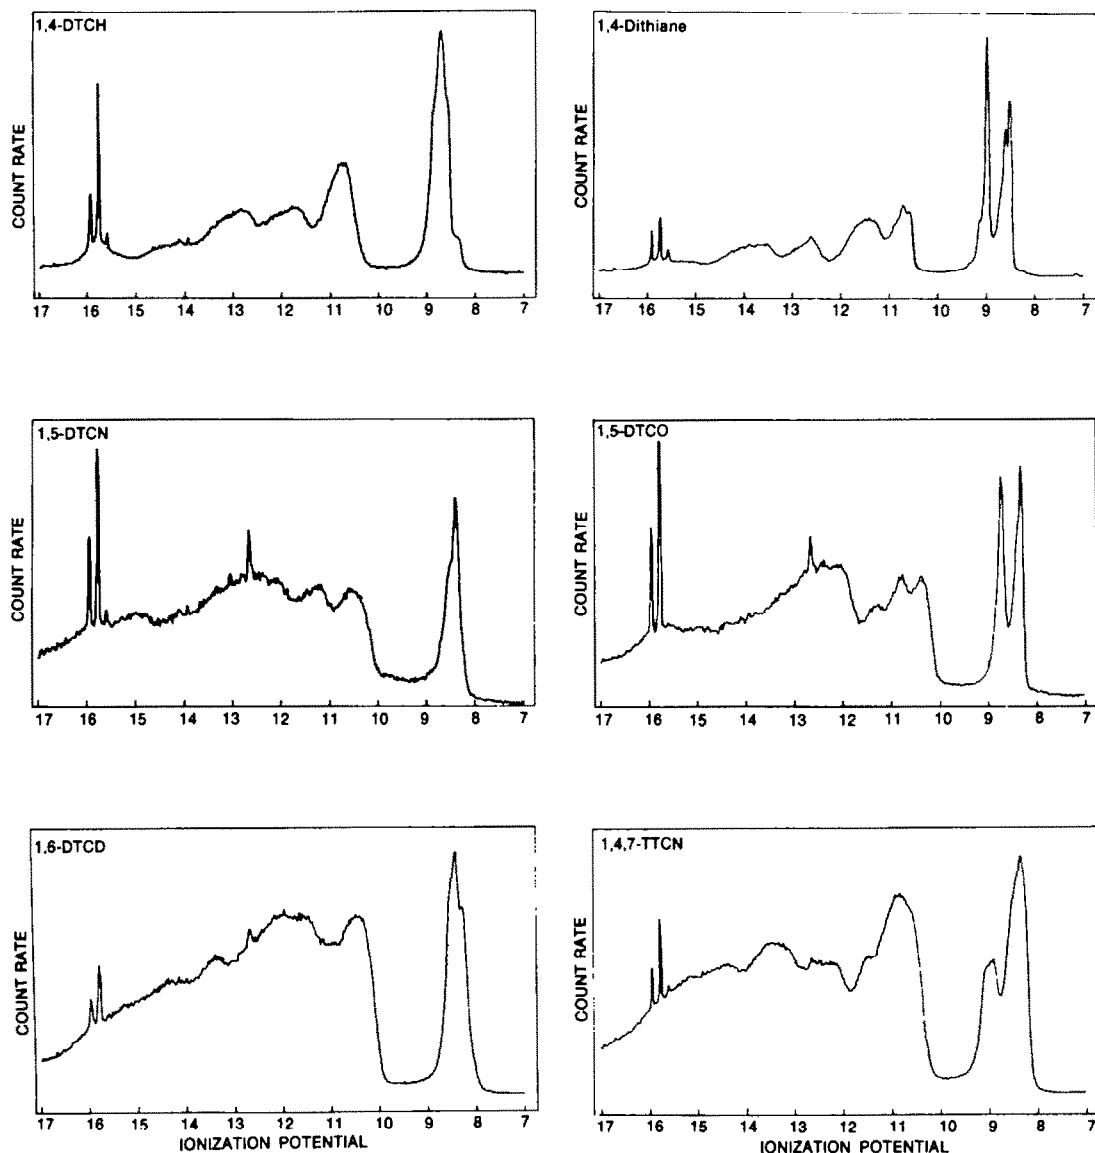 1,4-DTCH
COUNT RATE
17 16 15 14 13 12 11 10 9 8 7
1,4-Dithiane
COUNT RATE
17 16 15 14 13 12 11 10 9 8 7
1,5-DTCN
COUNT RATE
17 16 15 14 13 12 11 10 9 8 7
1,5-DTCO
COUNT RATE
17 16 15 14 13 12 11 10 9 8 7
1,6-DTCD
COUNT RATE
17 16 15 14 13 12 11 10 9 8 7
IONIZATION POTENTIAL
1,4,7-TTCN
COUNT RATE
17 16 15 14 13 12 11 10 9 8 7
IONIZATION POTENTIAL